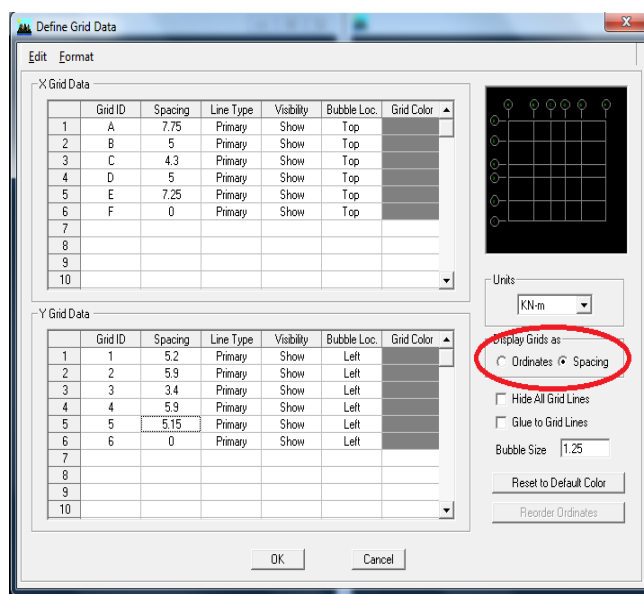 Define Grid Data
X
Edit Format
X Grid Data
Grid ID Spacing Line Type Visibility Bubble Loc. Grid Color
1 A 7.75 Primary Show Top
2 B 5 Primary Show Top
3 C 4.3 Primary Show Top
4 D 5 Primary Show Top
5 E 7.25 Primary Show Top
6 F 0 Primary Show Top
7
8
9
10
Units
KN-m
Y Grid Data
Grid ID Spacing Line Type Visibility Bubble Loc. Grid Color
1 1 5.2 Primary Show Left
2 2 5.9 Primary Show Left
3 3 3.4 Primary Show Left
4 4 5.9 Primary Show Left
5 5 5.15 Primary Show Left
6 6 0 Primary Show Left
7
8
9
10
Display Grids as
Ordinates Spacing
Hide All Grid Lines
Glue to Grid Lines
Bubble Size 1.25
Reset to Default Color
Reorder Ordinates
OK Cancel